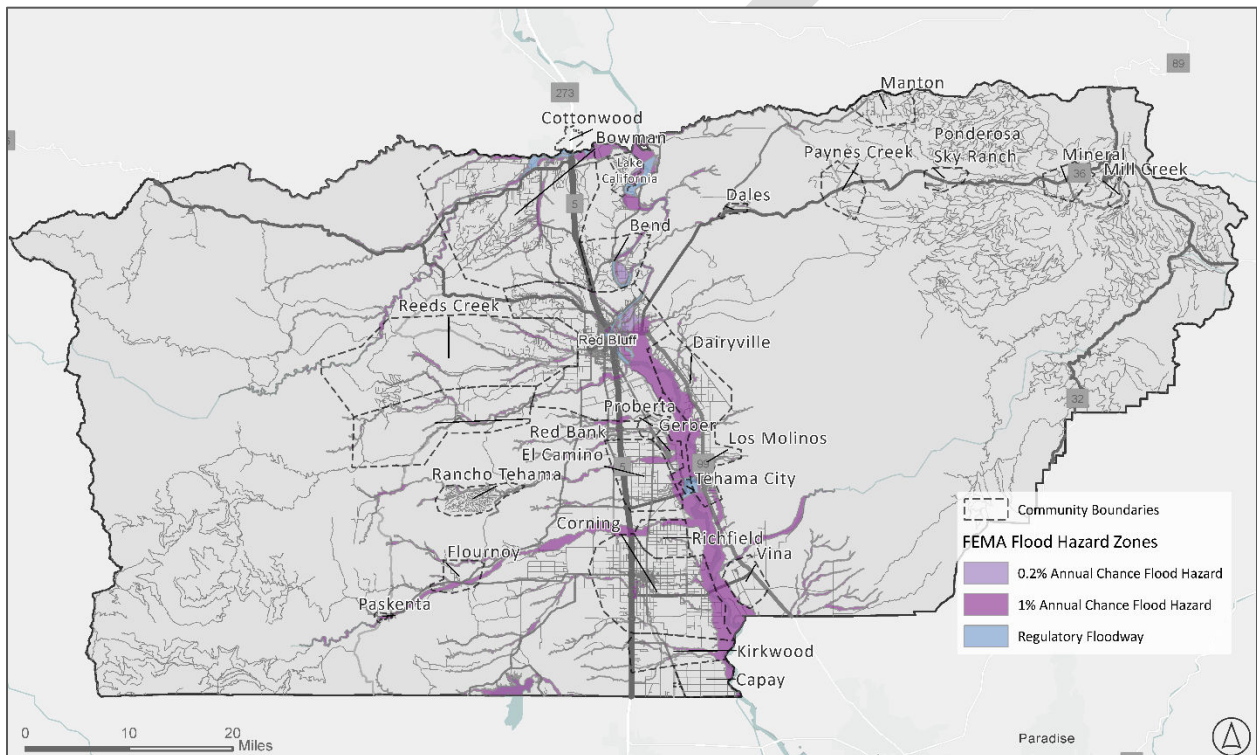 89
273
Manton
Cottonwood
Bowman
Ponderosa
Sky Ranch
Paynes Creek
Mineral
Lake
California
36
Mill Creek
5
Dales
Bend
Reeds Creek
Red Bluff
Dairyville
32
Proberta
Gerber
Red Bank
Los Molinos
El Camino
5
99
Rancho Tehama
Tehama City
Corning
Richfield
Flournoy
Vina
Paskenta
Kirkwood
Capay
Community Boundaries
FEMA Flood Hazard Zones
0.2% Annual Chance Flood Hazard
1% Annual Chance Flood Hazard
Regulatory Floodway
0 10 20
Miles
Paradise